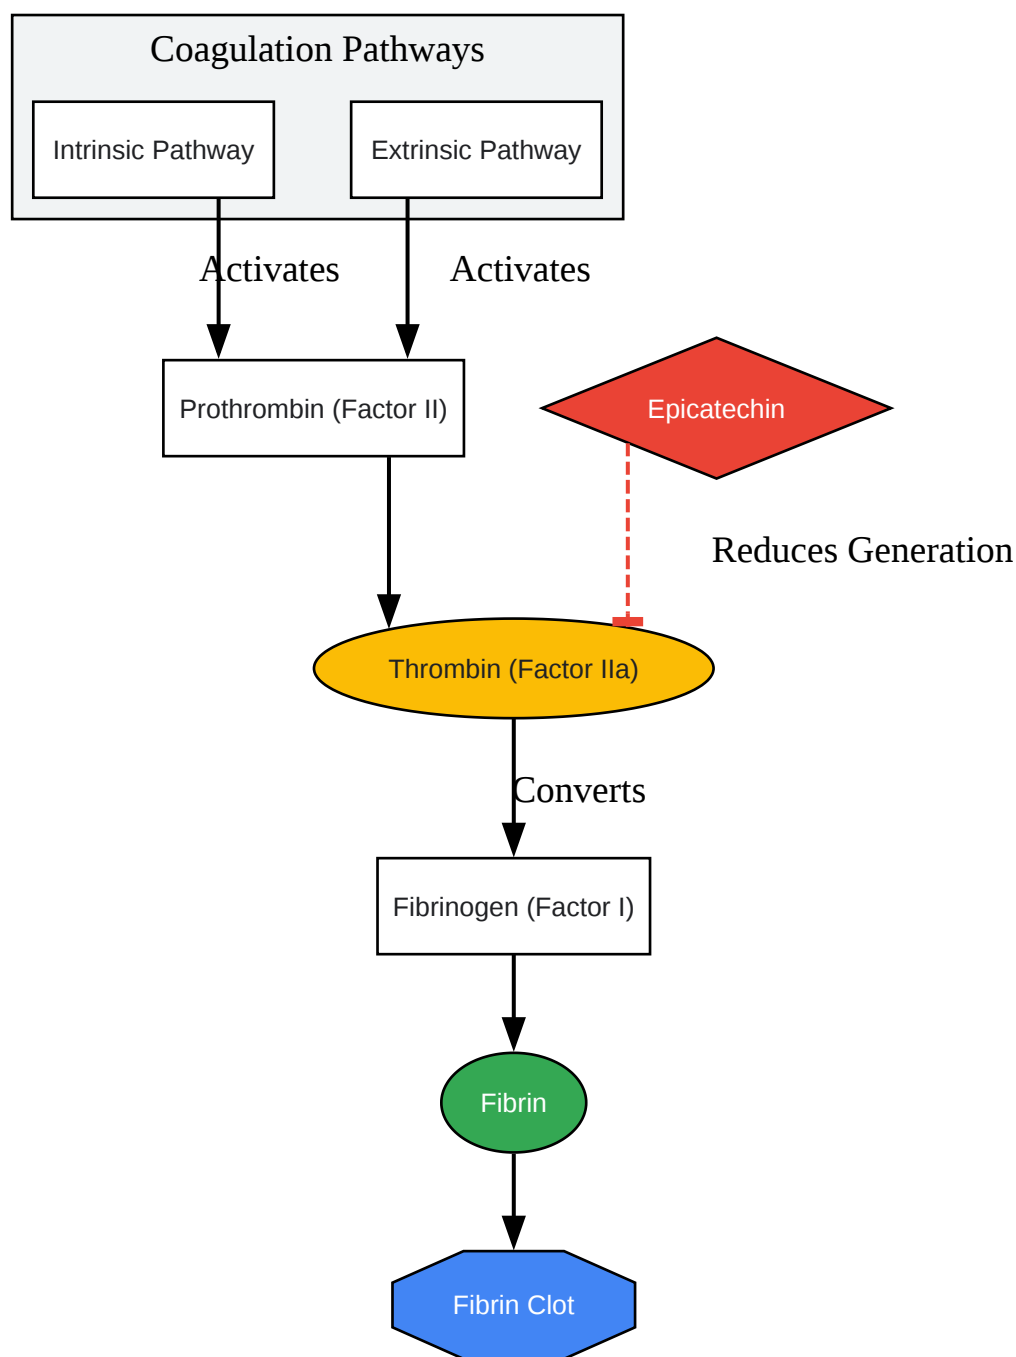 Coagulation Pathways
Intrinsic Pathway
Extrinsic Pathway
Activates
Activates
Prothrombin (Factor II)
Epicatechin
Reduces Generation
Thrombin (Factor IIa)
Converts
Fibrinogen (Factor I)
Fibrin
Fibrin Clot